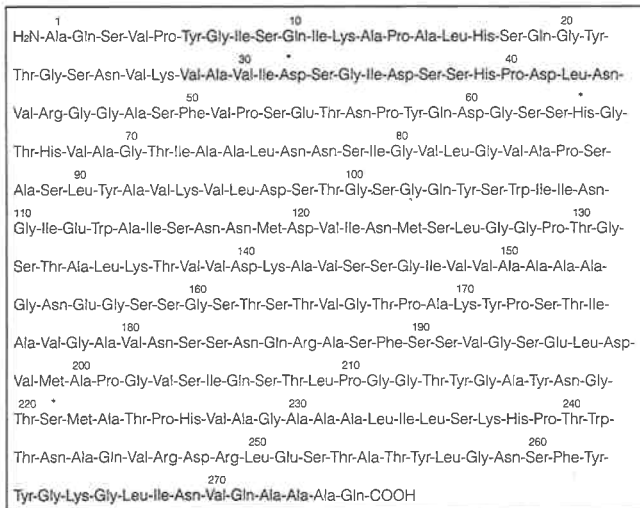 1 10 20
H₂N-Ala-Gln-Ser-Val-Pro-Tyr-Gly-Ile-Ser-Gln-Ile-Lys-Ala-Pro-Ala-Leu-His-Ser-Gln-Gly-Tyr-
30 * 40
Thr-Gly-Ser-Asn-Val-Lys-Val-Ala-Val-Ile-Asp-Ser-Gly-Ile-Asp-Ser-Ser-His-Pro-Asp-Leu-Asn-
50 60 *
Val-Arg-Gly-Gly-Ala-Ser-Phe-Val-Pro-Ser-Glu-Thr-Asn-Pro-Tyr-Gln-Asp-Gly-Ser-Ser-His-Gly-
70 80
Thr-His-Val-Ala-Gly-Thr-Ile-Ala-Ala-Leu-Asn-Asn-Ser-Ile-Gly-Val-Leu-Gly-Val-Ala-Pro-Ser-
90 100
Ala-Ser-Leu-Tyr-Ala-Val-Lys-Val-Leu-Asp-Ser-Thr-Gly-Ser-Gly-Gln-Tyr-Ser-Trp-Ile-Ile-Asn-
110 120 130
Gly-Ile-Glu-Trp-Ala-Ile-Ser-Asn-Asn-Met-Asp-Val-Ile-Asn-Met-Ser-Leu-Gly-Gly-Pro-Thr-Gly-
140 150
Ser-Thr-Ala-Leu-Lys-Thr-Val-Val-Asp-Lys-Ala-Val-Ser-Ser-Gly-Ile-Val-Val-Ala-Ala-Ala-Ala-
160 170
Gly-Asn-Glu-Gly-Ser-Ser-Gly-Ser-Thr-Ser-Thr-Val-Gly-Thr-Pro-Ala-Lys-Tyr-Pro-Ser-Thr-Ile-
180 190
Ala-Val-Gly-Ala-Val-Asn-Ser-Ser-Asn-Gln-Arg-Ala-Ser-Phe-Ser-Ser-Val-Gly-Ser-Glu-Leu-Asp-
200 210
Val-Met-Ala-Pro-Gly-Val-Ser-Ile-Gln-Ser-Thr-Leu-Pro-Gly-Gly-Thr-Tyr-Gly-Ala-Tyr-Asn-Gly-
220 * 230 240
Thr-Ser-Met-Ala-Thr-Pro-His-Val-Ala-Gly-Ala-Ala-Ala-Leu-Ile-Leu-Ser-Lys-His-Pro-Thr-Trp-
250 260
Thr-Asn-Ala-Gln-Val-Arg-Asp-Arg-Leu-Glu-Ser-Thr-Ala-Thr-Tyr-Leu-Gly-Asn-Ser-Phe-Tyr-
270
Tyr-Gly-Lys-Gly-Leu-Ile-Asn-Val-Gln-Ala-Ala-Ala-Gln-COOH